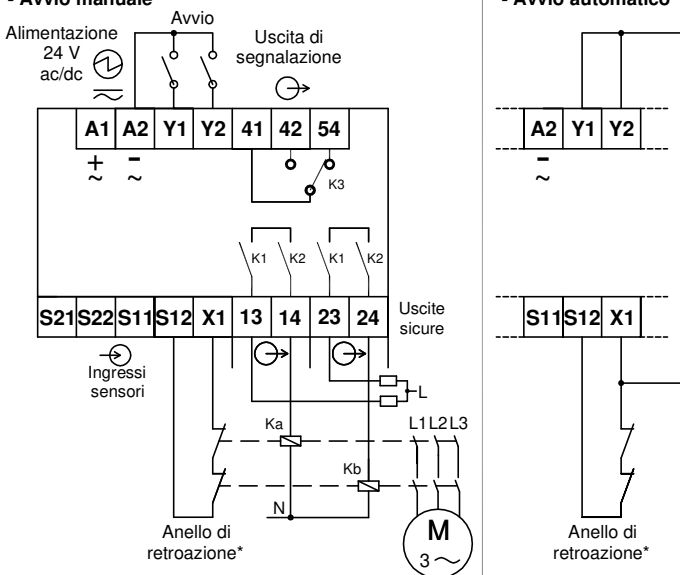 - Avvio manuale
- Avvio automatico
Alimentazione
24 V
ac/dc
Avvio
Uscita di
segnalazione
A1 A2 Y1 Y2 41 42 54
+ -
~ ~
K3
K1 K2 K1 K2
S21 S22 S11 S12 X1 13 14 23 24
Uscite
sicure
Ingressi
sensori
L
Ka
L1 L2 L3
Kb
N
M
3 ~
Anello di
retroazione*
A2 Y1 Y2
-
~
S11 S12 X1
Anello di
retroazione*